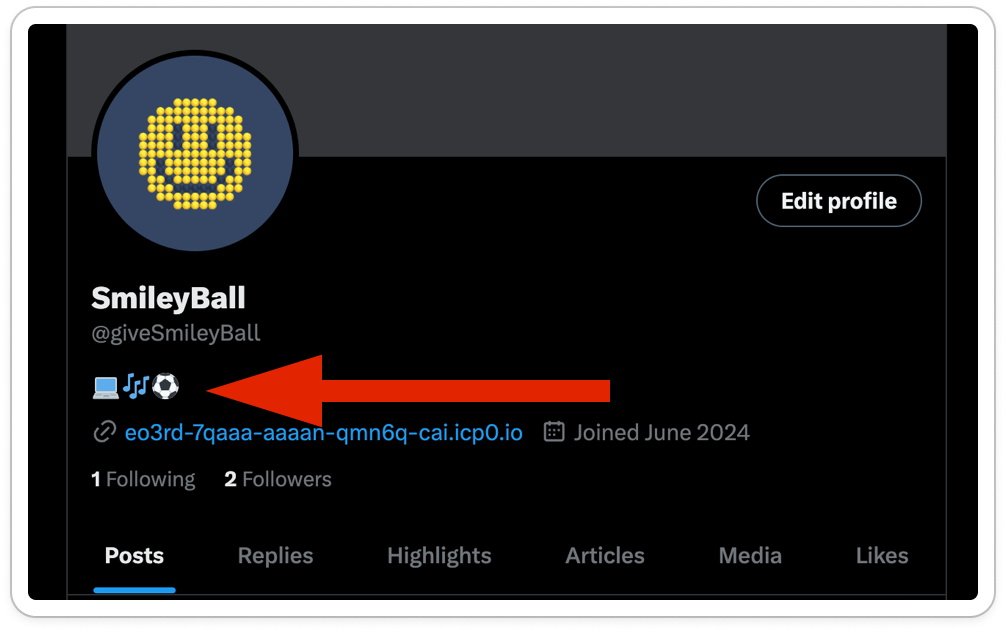 Edit profile
SmileyBall
@giveSmileyBall
💻🎶⚽
eo3rd-7qaaa-aaaan-qmn6q-cai.icp0.io Joined June 2024
1 Following 2 Followers
Posts Replies Highlights Articles Media Likes